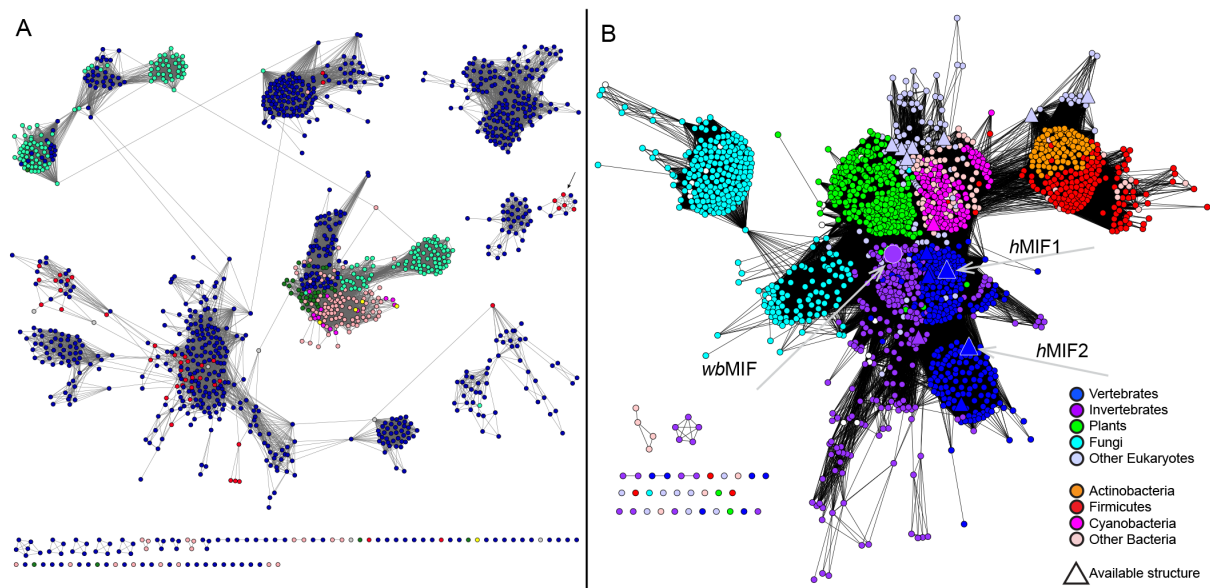 A
B
hMIF1
wbMIF
hMIF2
Vertebrates
Invertebrates
Plants
Fungi
Other Eukaryotes
Actinobacteria
Firmicutes
Cyanobacteria
Other Bacteria
Available structure